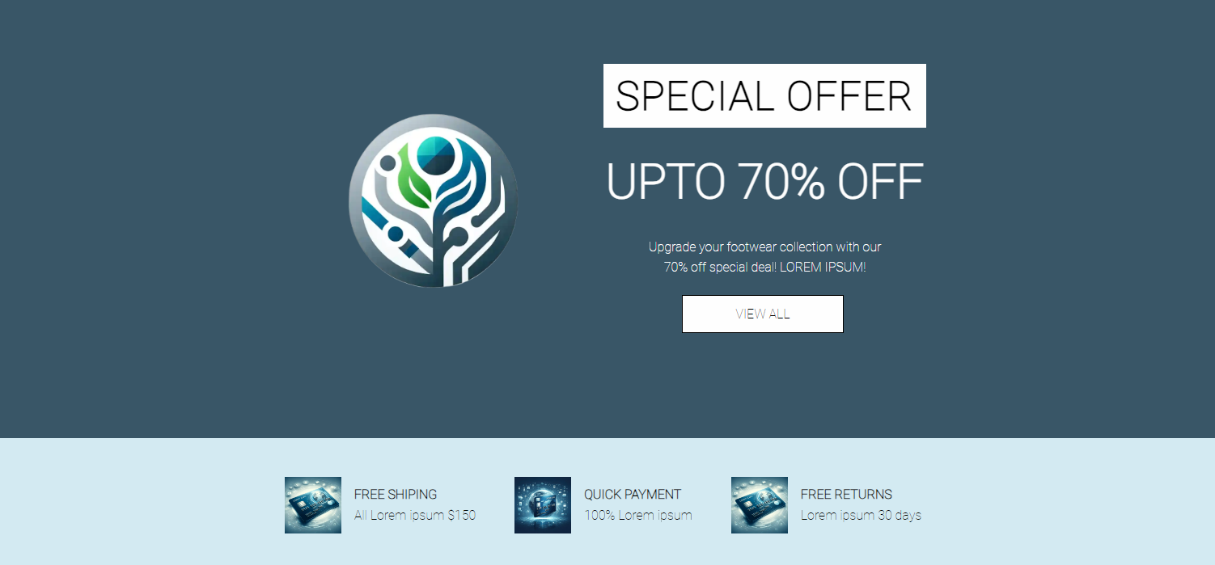 SPECIAL OFFER
UPTO 70% OFF
Upgrade your footwear collection with our
70% off special deal! LOREM IPSUM!
VIEW ALL
FREE SHIPING
All Lorem ipsum $150
QUICK PAYMENT
100% Lorem ipsum
FREE RETURNS
Lorem ipsum 30 days